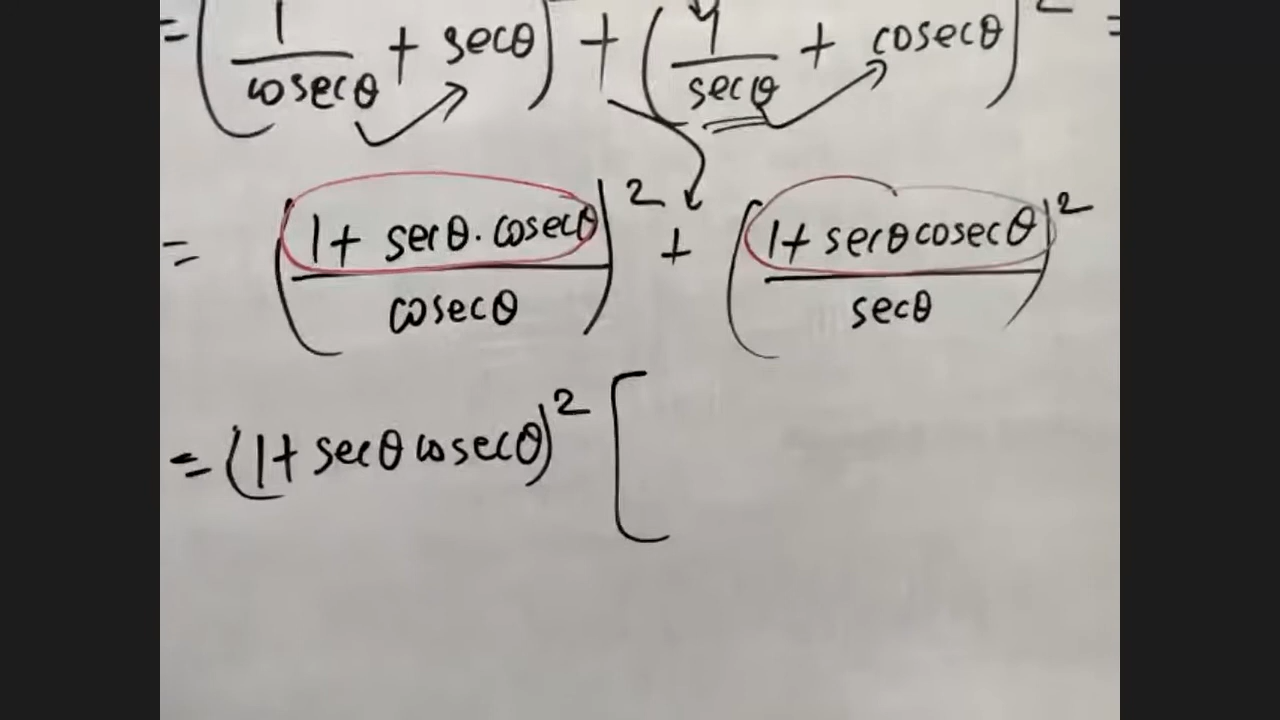 = (1/cosecθ + secθ)² + (1/secθ + cosecθ)² =
= ((1 + secθ · cosecθ)/cosecθ)² + ((1 + secθcosecθ)/secθ)²
= (1 + secθ cosecθ)² [